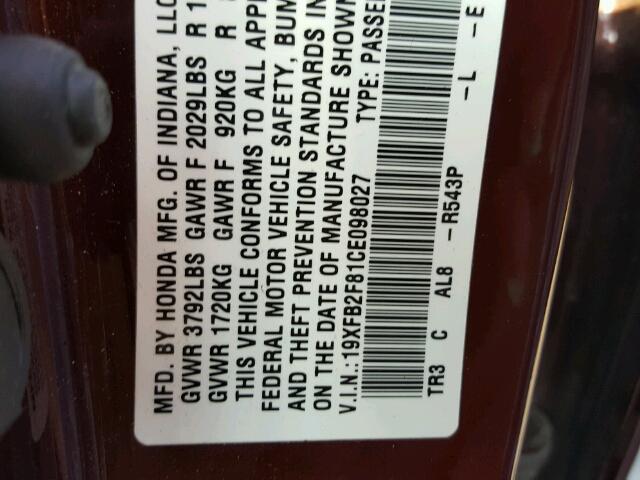 MFD. BY HONDA MFG. OF INDIANA, LLC
GVWR 3792LBS GAWR F 2029LBS R 1
GVWR 1720KG GAWR F 920KG R
THIS VEHICLE CONFORMS TO ALL APPL
FEDERAL MOTOR VEHICLE SAFETY, BUM
AND THEFT PREVENTION STANDARDS IN
ON THE DATE OF MANUFACTURE SHOWN
V.I.N.: 19XFB2F81CE098027 TYPE: PASSE
TR3 C AL8 –R543P –L –E